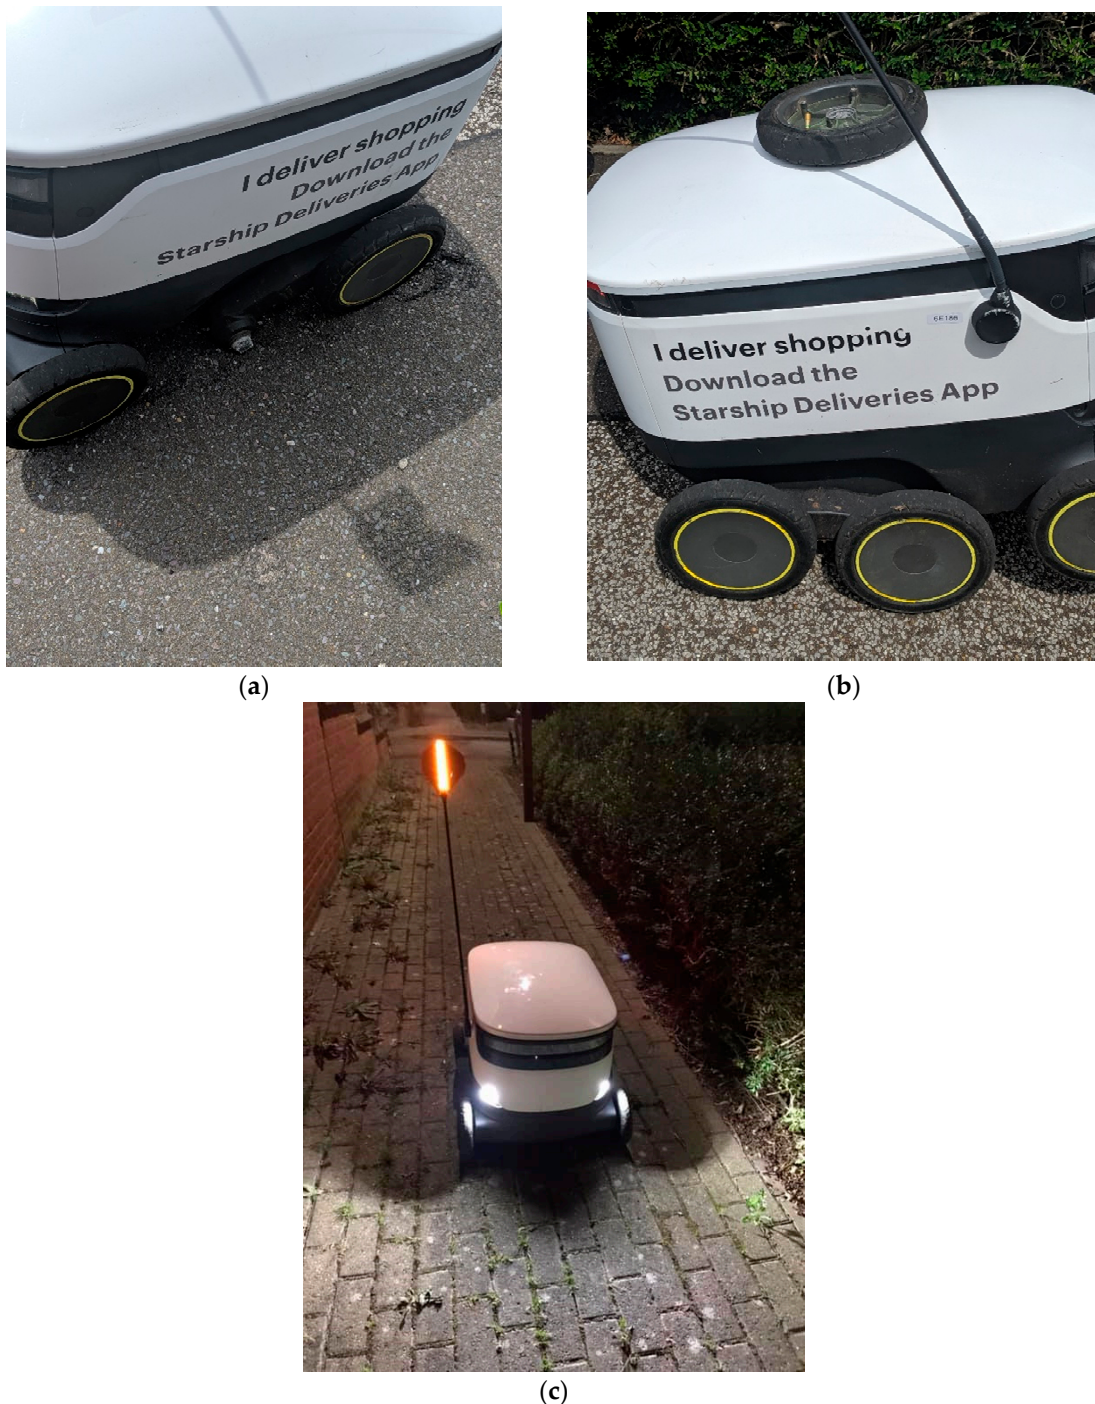 I deliver shopping
Download the
Starship Deliveries App
I deliver shopping
Download the
Starship Deliveries App
(a)
(b)
(c)